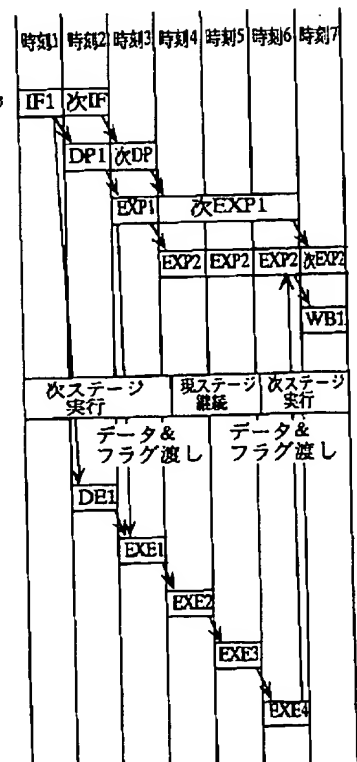 時刻1 時刻2 時刻3 時刻4 時刻5 時刻6 時刻7
IF1 次IF
DP1 次DP
EXP1 次EXP1
EXP2 EXP2 EXP2 次EXP2
WB1
次ステージ 現ステージ 次ステージ
実行 継続 実行
データ& データ&
フラグ渡し フラグ渡し
DE1
EXE1
EXE2
EXE3
EXE4